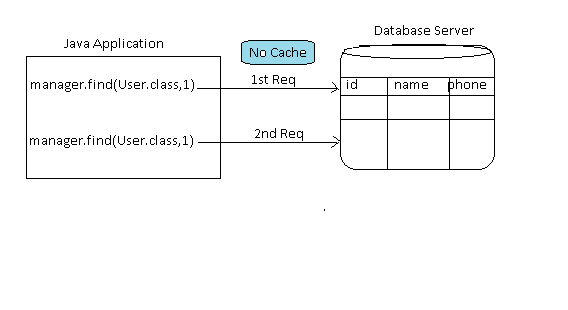 Java Application
No Cache
Database Server
manager.find(User.class,1)
1st Req
id name phone
manager.find(User.class,1)
2nd Req